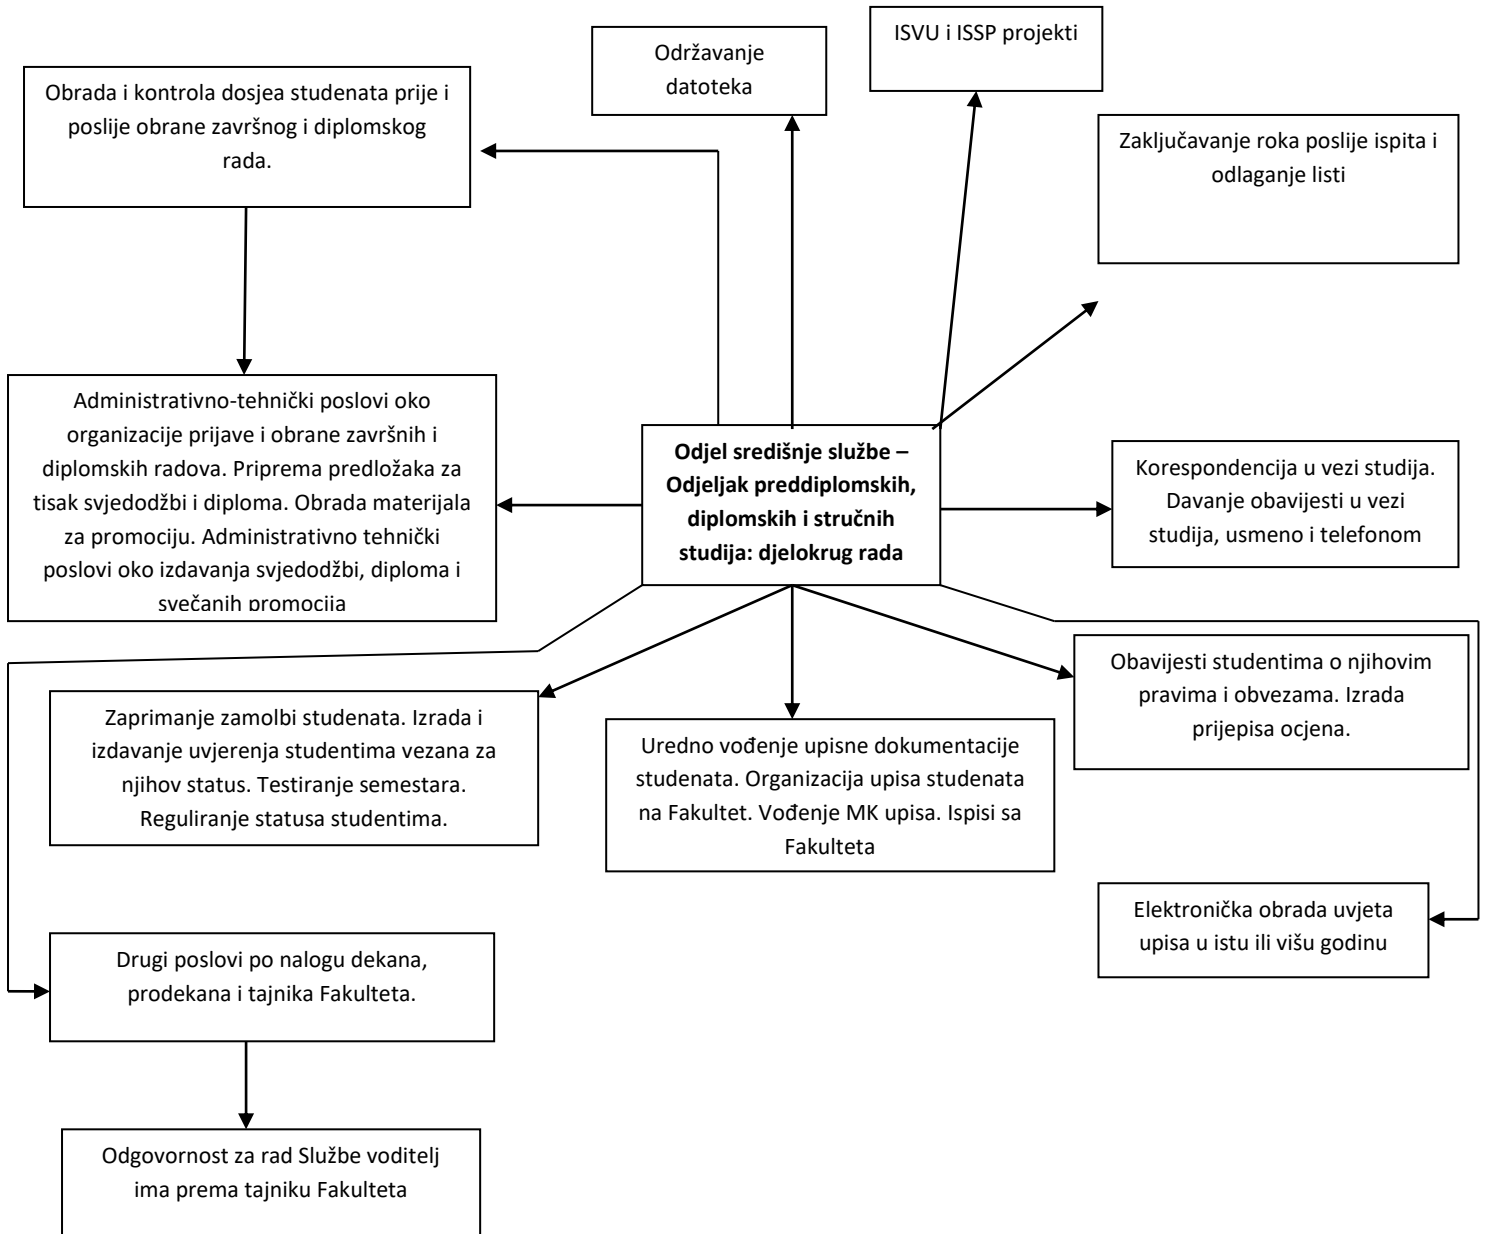 ISVU i ISSP projekti
Održavanje
datoteka
Obrada i kontrola dosjea studenata prije i
poslije obrane završnog i diplomskog
rada.
Zaključavanje roka poslije ispita i
odlaganje listi
Administrativno-tehnički poslovi oko
organizacije prijave i obrane završnih i
diplomskih radova. Priprema predložaka za
tisak svjedodžbi i diploma. Obrada materijala
za promociju. Administrativno tehnički
poslovi oko izdavanja svjedodžbi, diploma i
svečanih promocija
Odjel središnje službe –
Odjeljak preddiplomskih,
diplomskih i stručnih
studija: djelokrug rada
Korespondencija u vezi studija.
Davanje obavijesti u vezi
studija, usmeno i telefonom
Obavijesti studentima o njihovim
pravima i obvezama. Izrada
prijepisa ocjena.
Zaprimanje zamolbi studenata. Izrada i
izdavanje uvjerenja studentima vezana za
njihov status. Testiranje semestara.
Reguliranje statusa studentima.
Uredno vođenje upisne dokumentacije
studenata. Organizacija upisa studenata
na Fakultet. Vođenje MK upisa. Ispisi sa
Fakulteta
Elektronička obrada uvjeta
upisa u istu ili višu godinu
Drugi poslovi po nalogu dekana,
prodekana i tajnika Fakulteta.
Odgovornost za rad Službe voditelj
ima prema tajniku Fakulteta